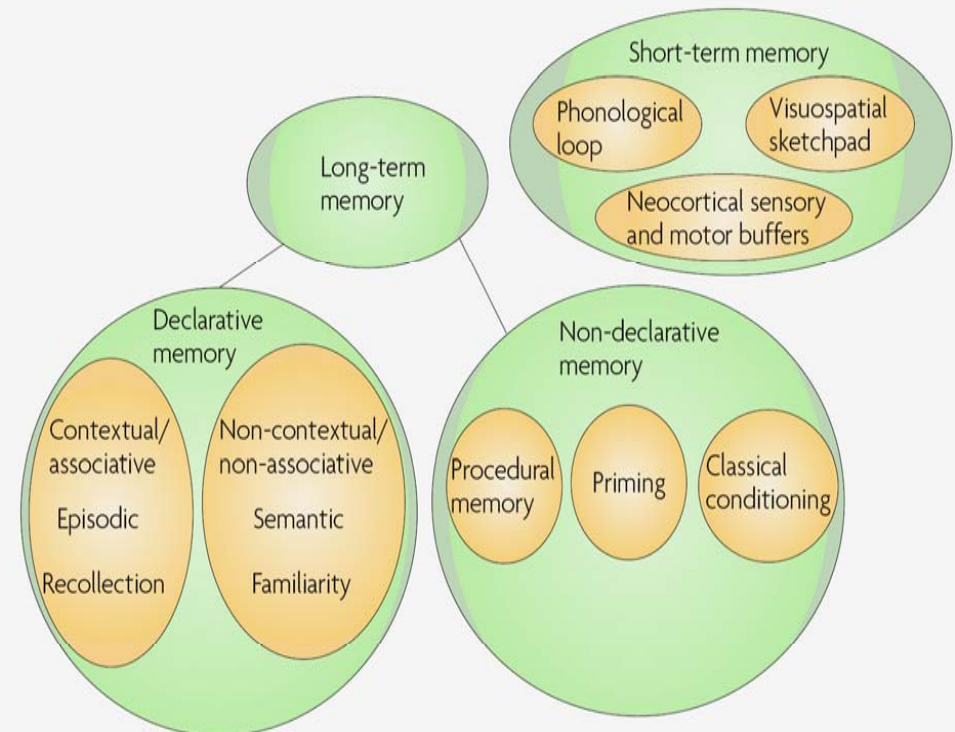 Short-term memory
Phonological
loop
Visuospatial
sketchpad
Neocortical sensory
and motor buffers
Long-term
memory
Declarative
memory
Contextual/
associative
Episodic
Recollection
Non-contextual/
non-associative
Semantic
Familiarity
Non-declarative
memory
Procedural
memory
Priming
Classical
conditioning